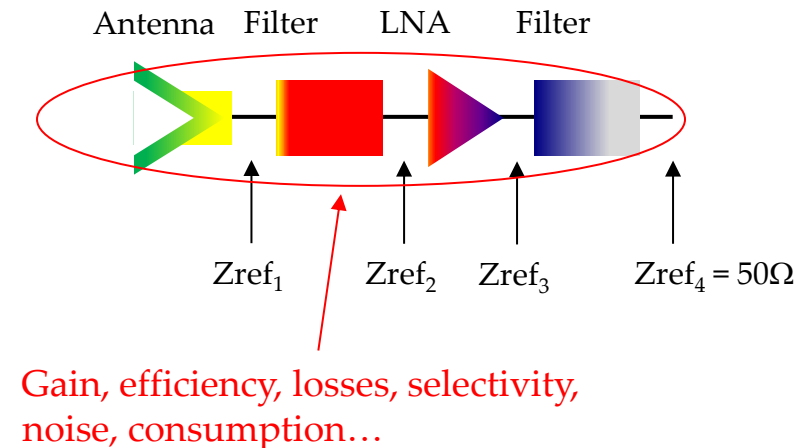 Antenna Filter LNA Filter
Zref₁ Zref₂ Zref₃ Zref₄ = 50Ω
Gain, efficiency, losses, selectivity,
noise, consumption…